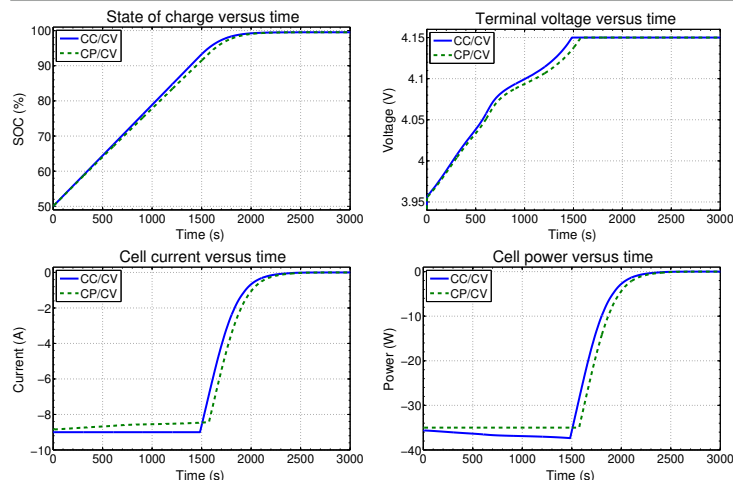 State of charge versus time
100
90
80
70
60
50
SOC (%)
CC/CV
CP/CV
0 500 1000 1500 2000 2500 3000
Time (s)
Terminal voltage versus time
4.15
4.1
4.05
4
3.95
Voltage (V)
CC/CV
CP/CV
0 500 1000 1500 2000 2500 3000
Time (s)
Cell current versus time
0
−2
−4
−6
−8
−10
Current (A)
CC/CV
CP/CV
0 500 1000 1500 2000 2500 3000
Time (s)
Cell power versus time
0
−10
−20
−30
−40
Power (W)
CC/CV
CP/CV
0 500 1000 1500 2000 2500 3000
Time (s)